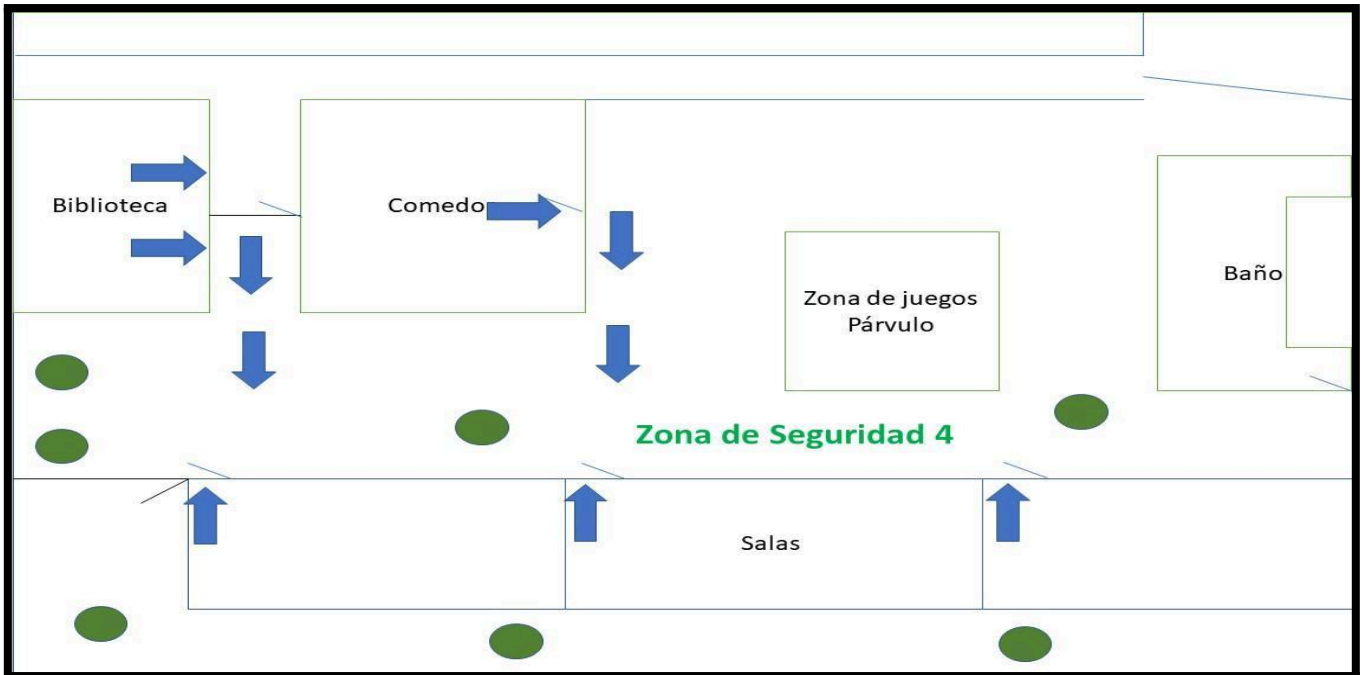 Biblioteca
Comedo
Zona de juegos
Párvulo
Baño
Zona de Seguridad 4
Salas